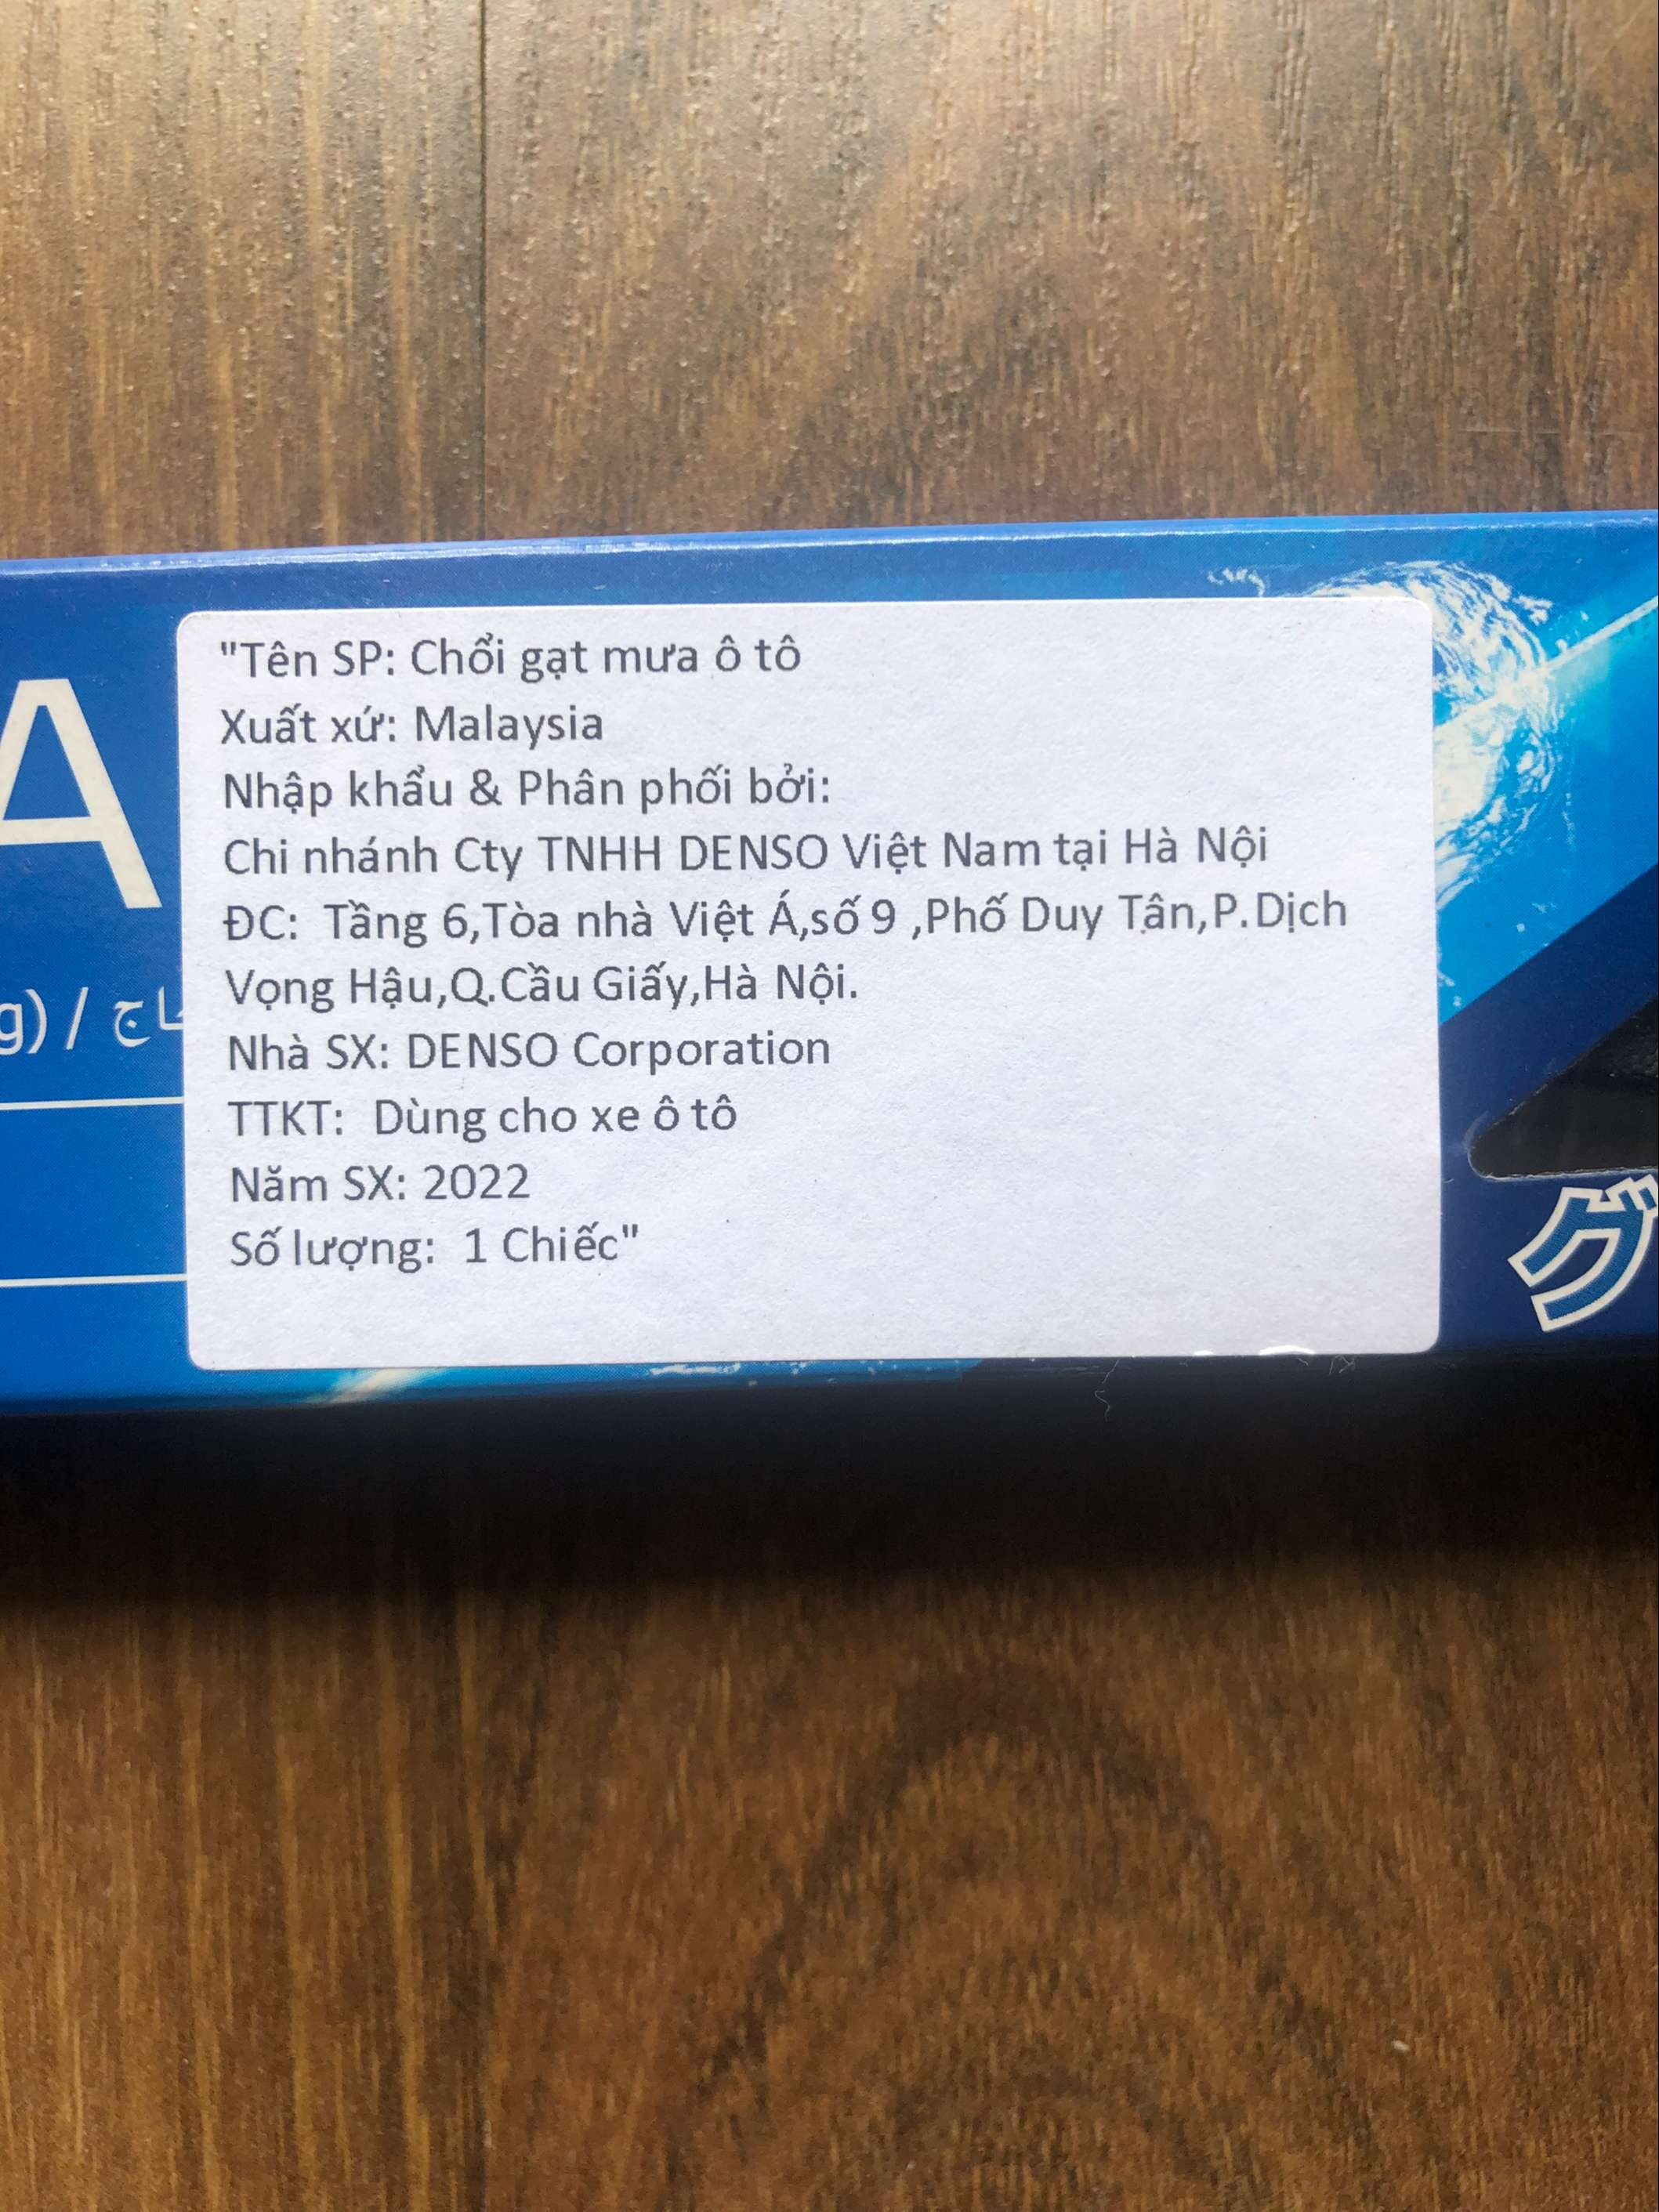 "Tên SP: Chổi gạt mưa ô tô
Xuất xứ: Malaysia
Nhập khẩu & Phân phối bởi:
Chi nhánh Cty TNHH DENSO Việt Nam tại Hà Nội
ĐC: Tầng 6,Tòa nhà Việt Á,số 9 ,Phố Duy Tân,P.Dịch
Vọng Hậu,Q.Cầu Giấy,Hà Nội.
Nhà SX: DENSO Corporation
TTKT: Dùng cho xe ô tô
Năm SX: 2022
Số lượng: 1 Chiếc"
A
g) /
グ